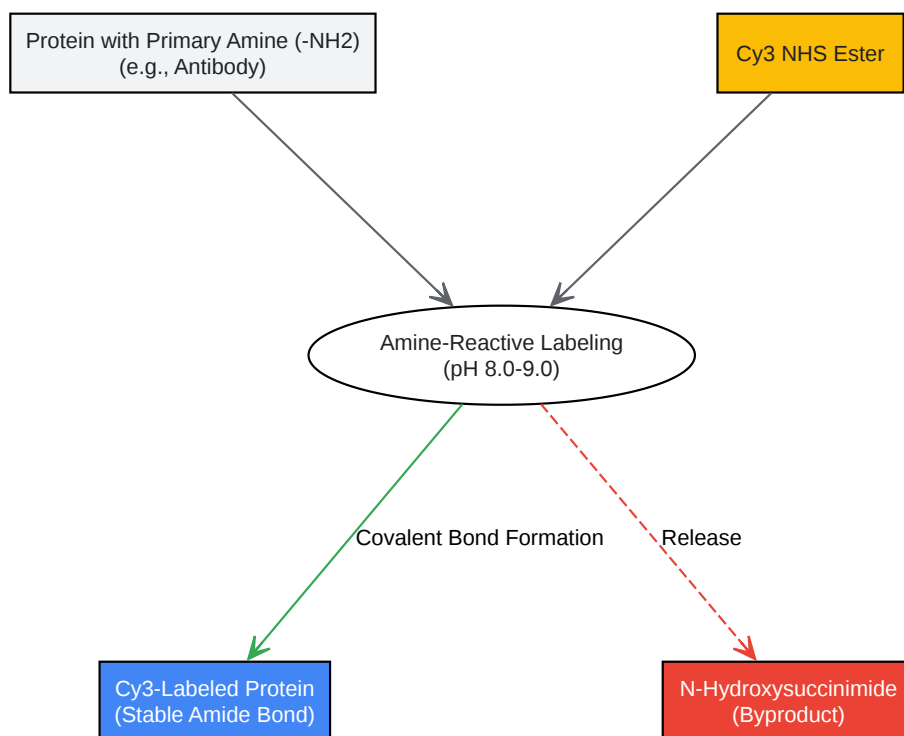 Protein with Primary Amine (-NH2)
(e.g., Antibody)
Cy3 NHS Ester
Amine-Reactive Labeling
(pH 8.0-9.0)
Covalent Bond Formation
Release
Cy3-Labeled Protein
(Stable Amide Bond)
N-Hydroxysuccinimide
(Byproduct)